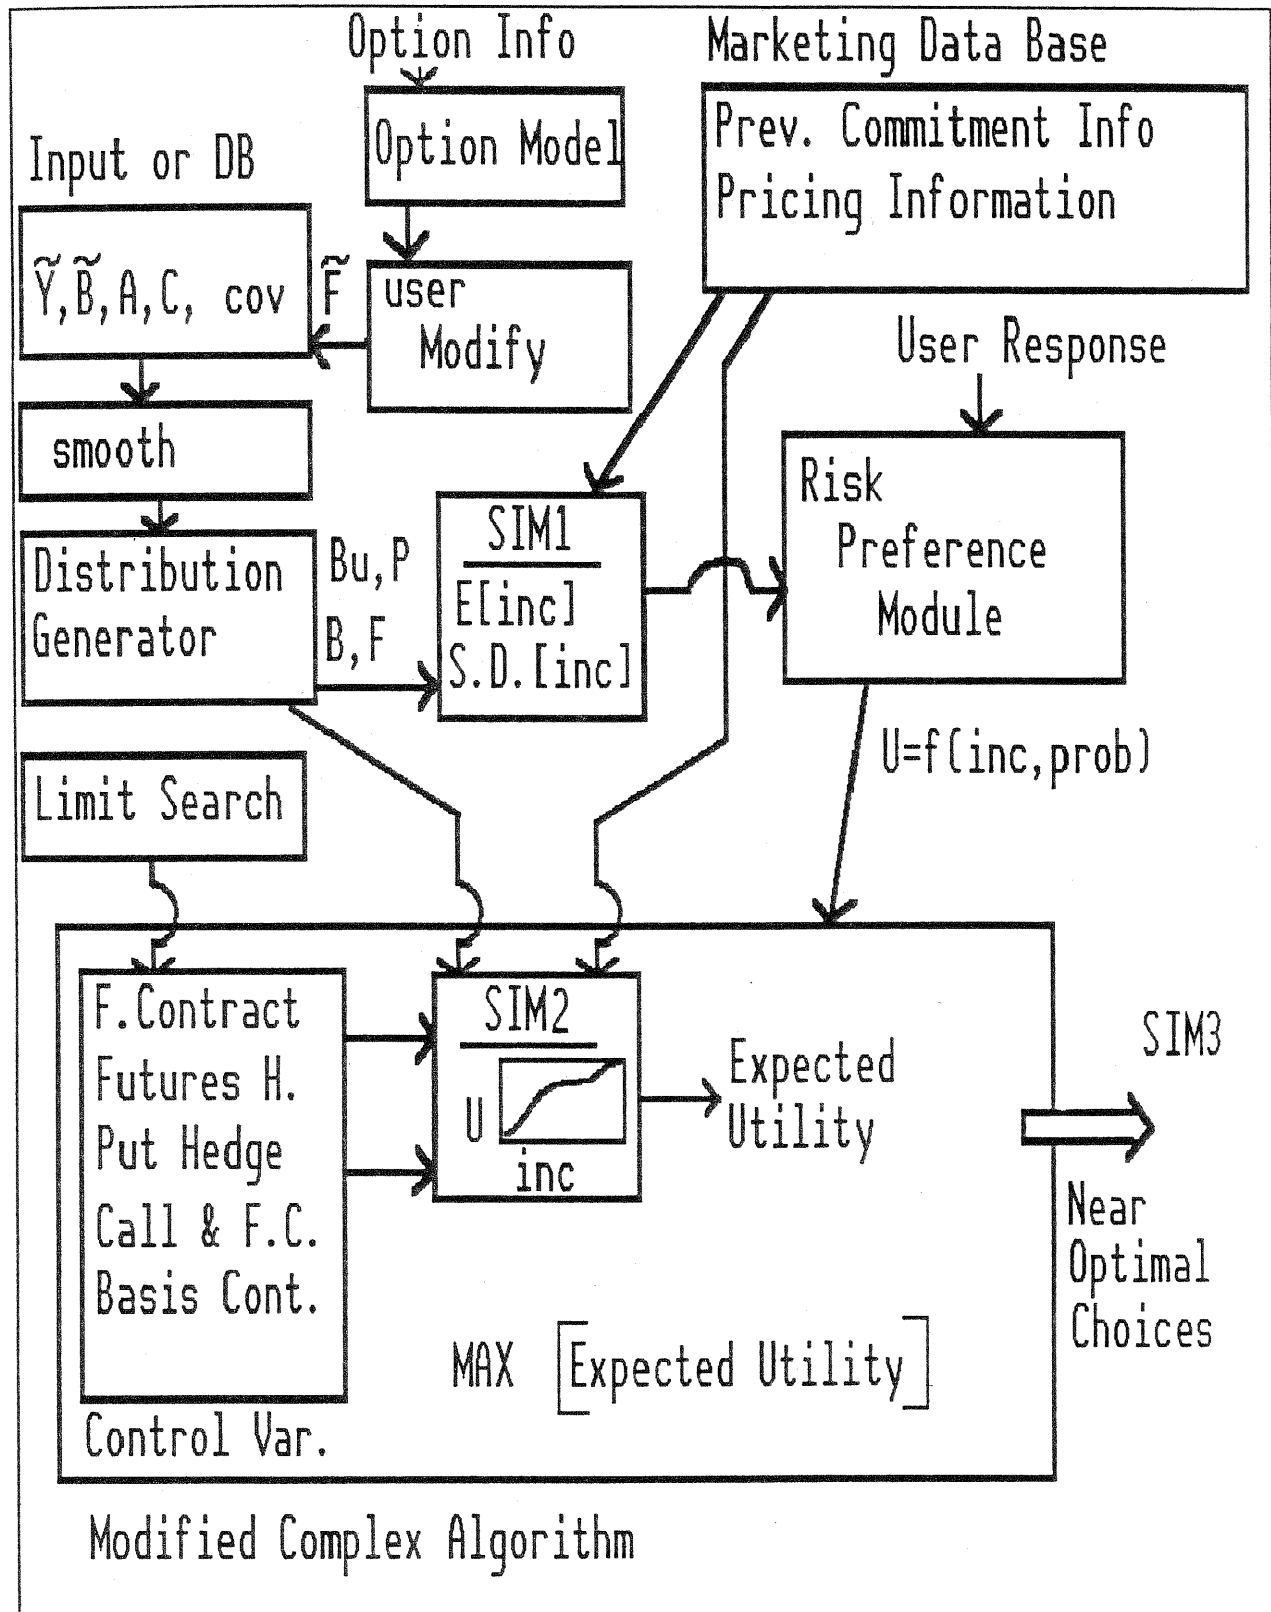 Option Info
Marketing Data Base
Option Model
Prev. Commitment Info
Pricing Information
Input or DB
Ỹ, B̃, A, C, cov
F̃
user
Modify
User Response
smooth
Risk
Preference
Module
SIM1
E[inc]
S.D.[inc]
Distribution
Generator
Bu, P
B, F
U=f(inc,prob)
Limit Search
F.Contract
Futures H.
Put Hedge
Call & F.C.
Basis Cont.
Control Var.
SIM2
U
inc
Expected
Utility
SIM3
Near
Optimal
Choices
MAX [Expected Utility]
Modified Complex Algorithm